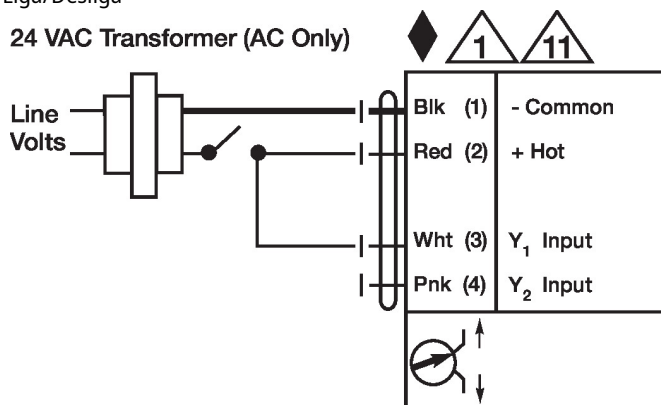 Liga/Desliga
24 VAC Transformer (AC Only)
1
11
Line
Volts
Blk (1) - Common
Red (2) + Hot
Wht (3) Y₁ Input
Pnk (4) Y₂ Input